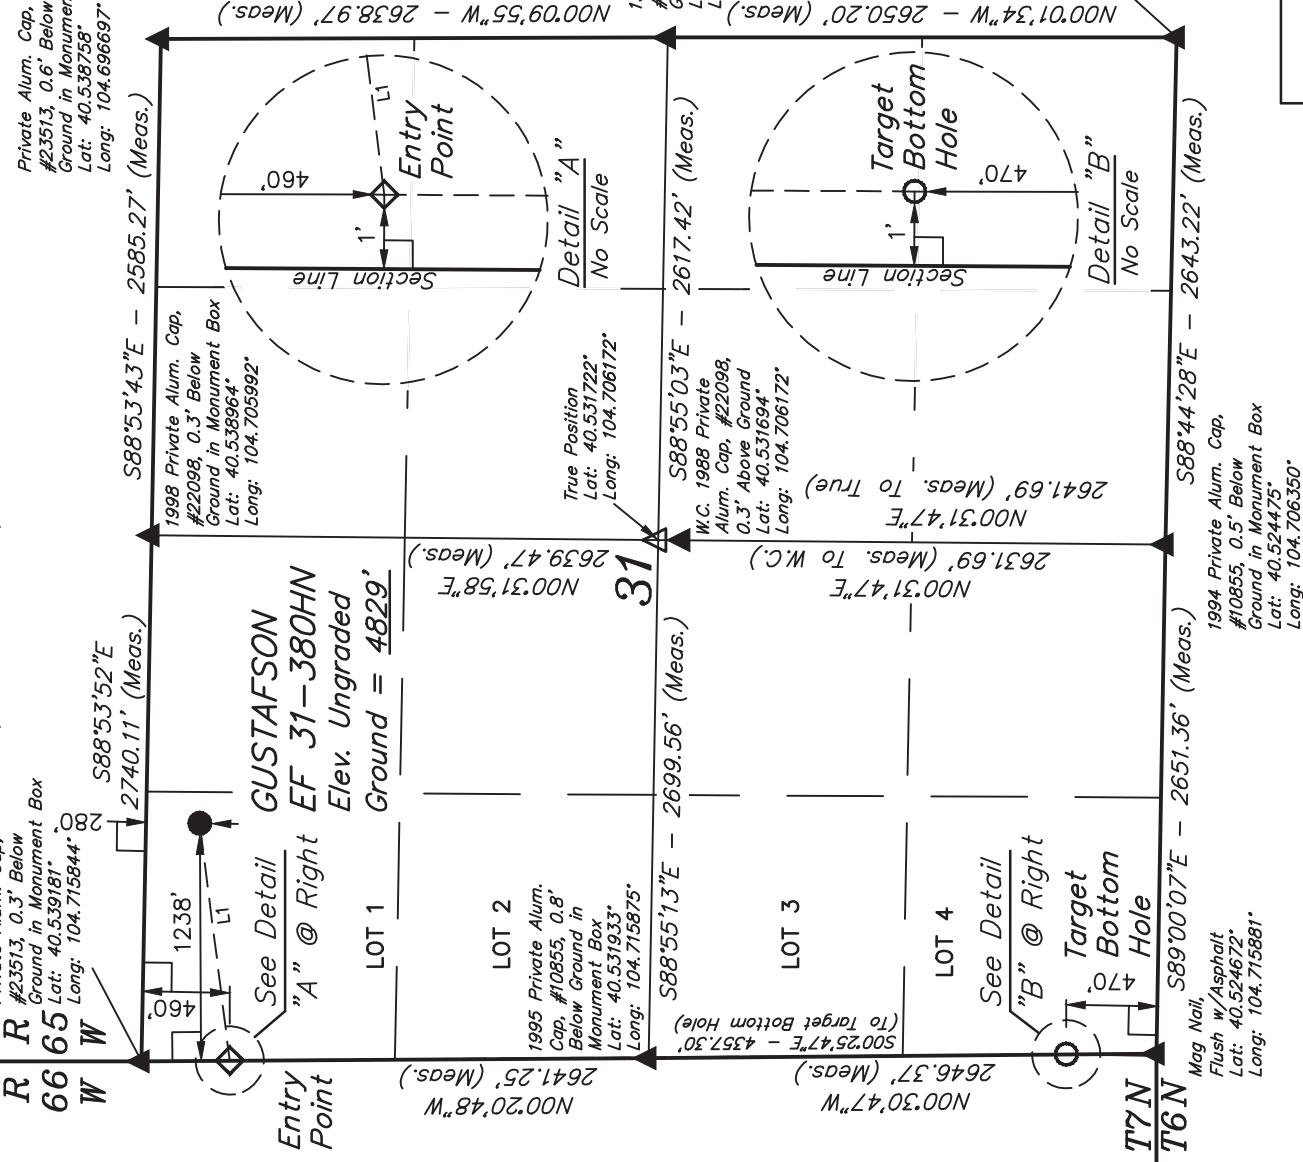 R 66 W
R 65 W
#23513, 0.3' Below
Ground in Monument Box
Lat: 40.539181°
Long: 104.715844°
S88°53'52"E
2740.11' (Meas.)
S88°53'43"E - 2585.27' (Meas.)
Private Alum. Cap,
#23513, 0.6' Below
Ground in Monument
Lat: 40.538758°
Long: 104.696697°
280'
1238'
460'
L1
GUSTAFSON
EF 31-380HN
Elev. Ungraded
Ground = 4829'
See Detail
"A" @ Right
Entry
Point
1998 Private Alum. Cap,
#22098, 0.3' Below
Ground in Monument Box
Lat: 40.538964°
Long: 104.705992°
460'
L1
Entry
Point
1'
Section Line
Detail "A"
No Scale
N00°09'55"W - 2638.97' (Meas.)
LOT 1
LOT 2
N00°20'48"W
2641.25' (Meas.)
N00°31'58"E
2639.47' (Meas.)
31
True Position
Lat: 40.531722°
Long: 104.706172°
1995 Private Alum.
Cap, #10855, 0.8'
Below Ground in
Monument Box
Lat: 40.531933°
Long: 104.715875°
S88°55'13"E - 2699.56' (Meas.)
S88°55'03"E - 2617.42' (Meas.)
W.C. 1988 Private
Alum. Cap, #22098,
0.3' Above Ground
Lat: 40.531694°
Long: 104.706172°
N00°01'34"W - 2650.20' (Meas.)
S00°25'47"E - 4357.30'
(To Target Bottom Hole)
N00°30'47"W
2646.37' (Meas.)
LOT 3
LOT 4
N00°31'47"E
2631.69' (Meas. To W.C.)
N00°31'47"E
2641.69' (Meas. To True)
Target
Bottom
Hole
470'
1'
Section Line
Detail "B"
No Scale
See Detail
"B" @ Right
Target
Bottom
Hole
470'
S89°00'07"E - 2651.36' (Meas.)
S88°44'28"E - 2643.22' (Meas.)
T7N
T6N
Mag Nail,
Flush w/Asphalt
Lat: 40.524672°
Long: 104.715881°
1994 Private Alum. Cap,
#10855, 0.5' Below
Ground in Monument Box
Lat: 40.524475°
Long: 104.706350°